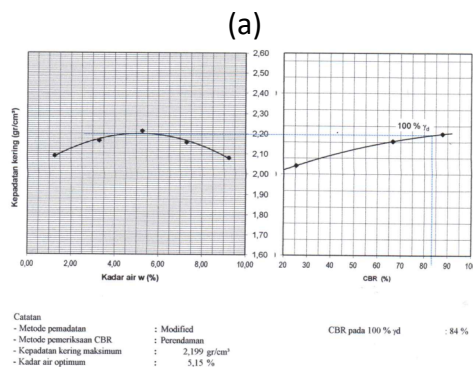 (a)
Kepadatan kering (gr/cm³)
2,60
2,50
2,40
2,30
2,20
2,10
2,00
1,90
1,80
1,70
1,60
0,00 2,00 4,00 6,00 8,00 10,00
Kadar air w (%)
100 % γd
20 30 40 50 60 70 80 90 100
CBR (%)
Catatan
- Metode pemadatan : Modified
- Metode pemeriksaan CBR : Perendaman
- Kepadatan kering maksimum : 2,199 gr/cm³
- Kadar air optimum : 5,15 %
CBR pada 100 % γd : 84 %